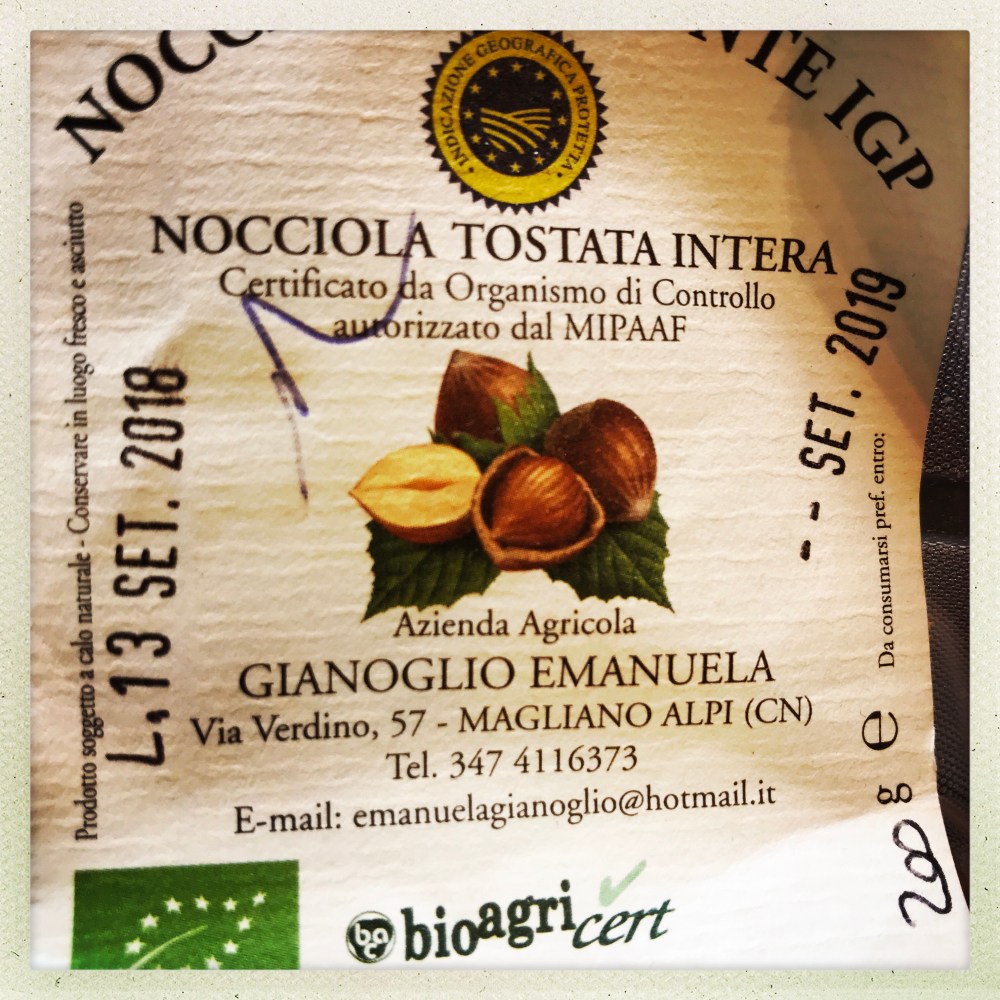 IGP
INDICAZIONE GEOGRAFICA PROTETTA
NOCCIOLA TOSTATA INTERA
Certificato da Organismo di Controllo
autorizzato dal MIPAAF
Prodotto soggetto a calo naturale - Conservare in luogo fresco e asciutto
L.13 SET. 2018
-- SET. 2019
Da consumarsi pref. entro:
Azienda Agricola
GIANOGLIO EMANUELA
Via Verdino, 57 - MAGLIANO ALPI (CN)
Tel. 347 4116373
E-mail: emanuelagianoglio@hotmail.it
200 g e
bac bioagricert